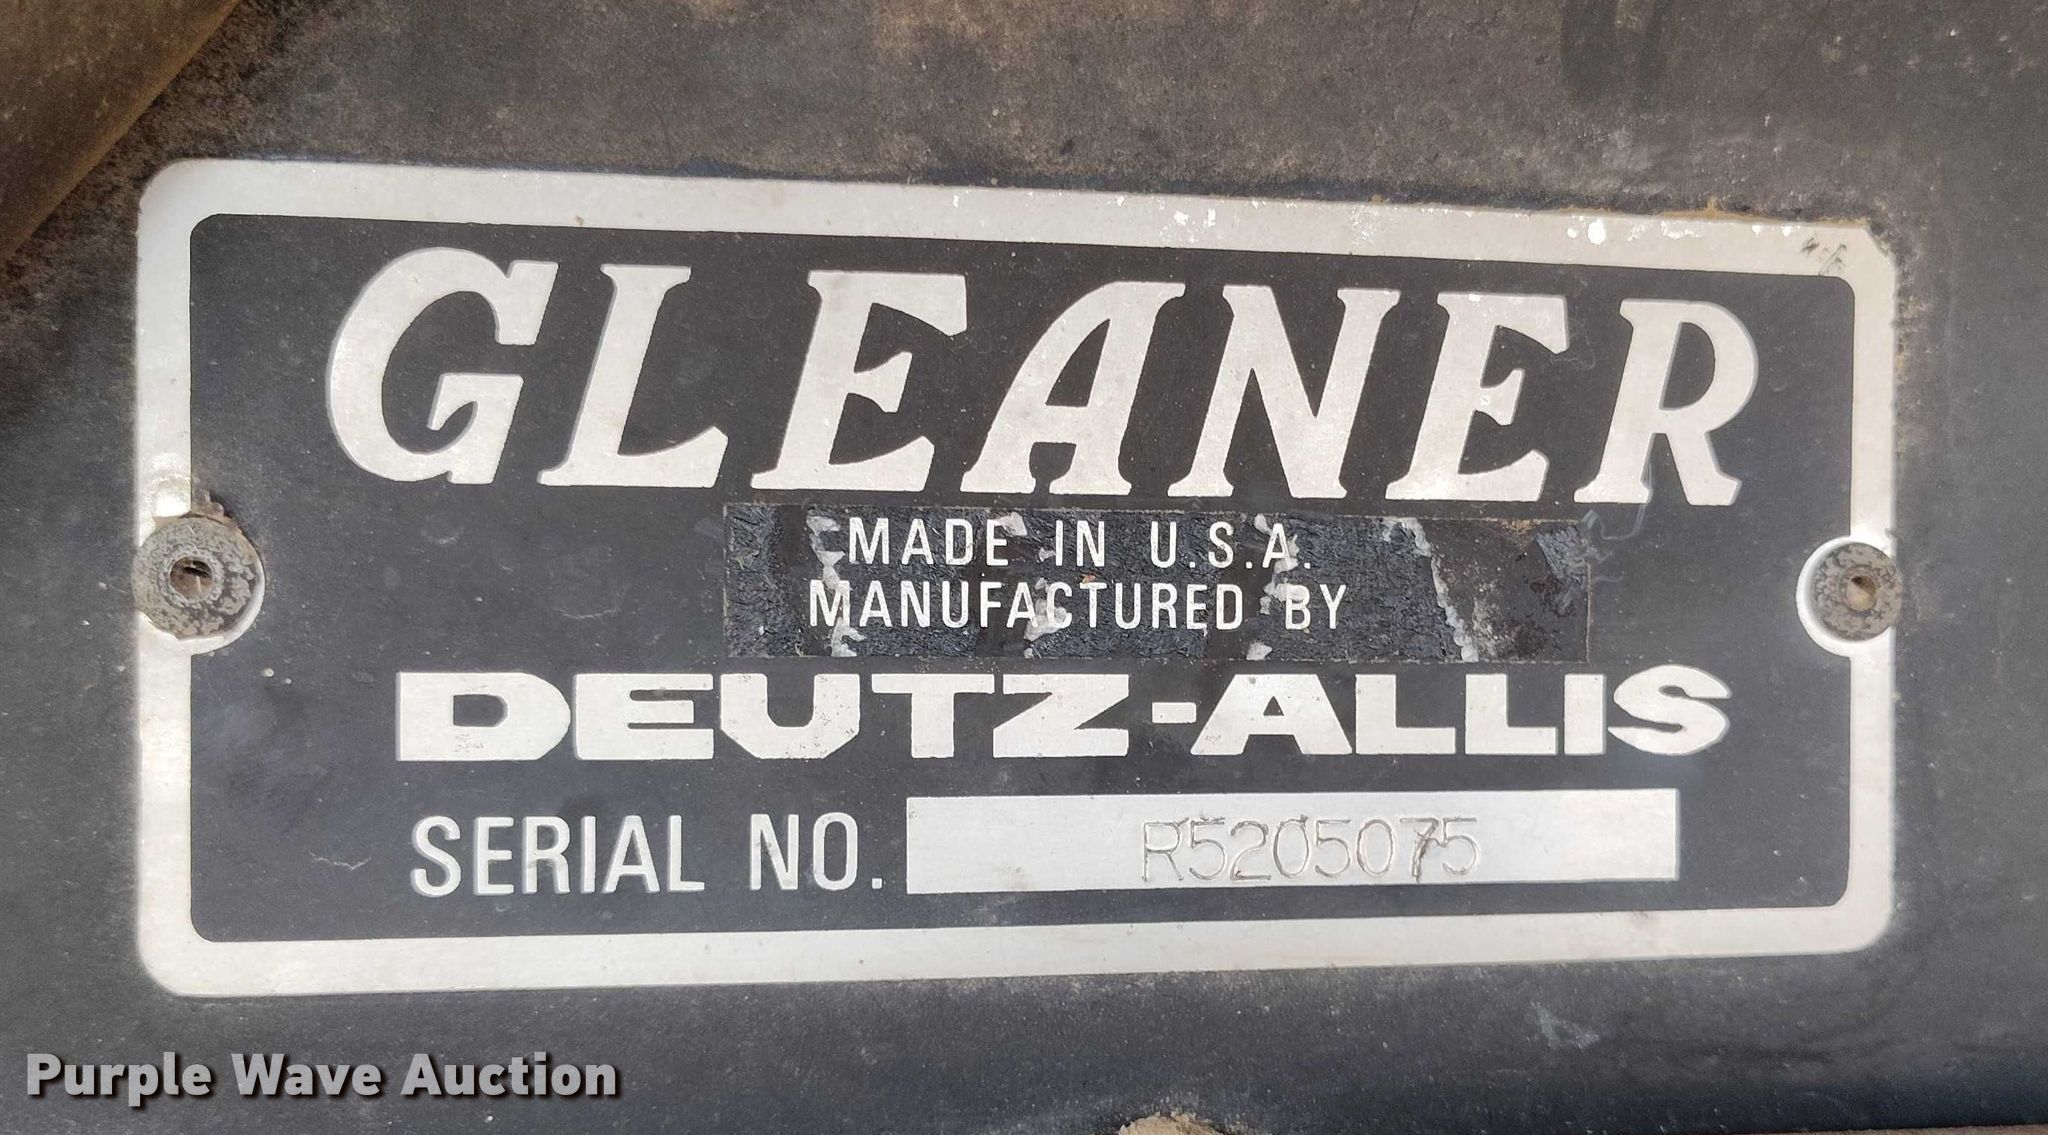 GLEANER
MADE IN U.S.A.
MANUFACTURED BY
DEUTZ-ALLIS
SERIAL NO. R5205075
Purple Wave Auction